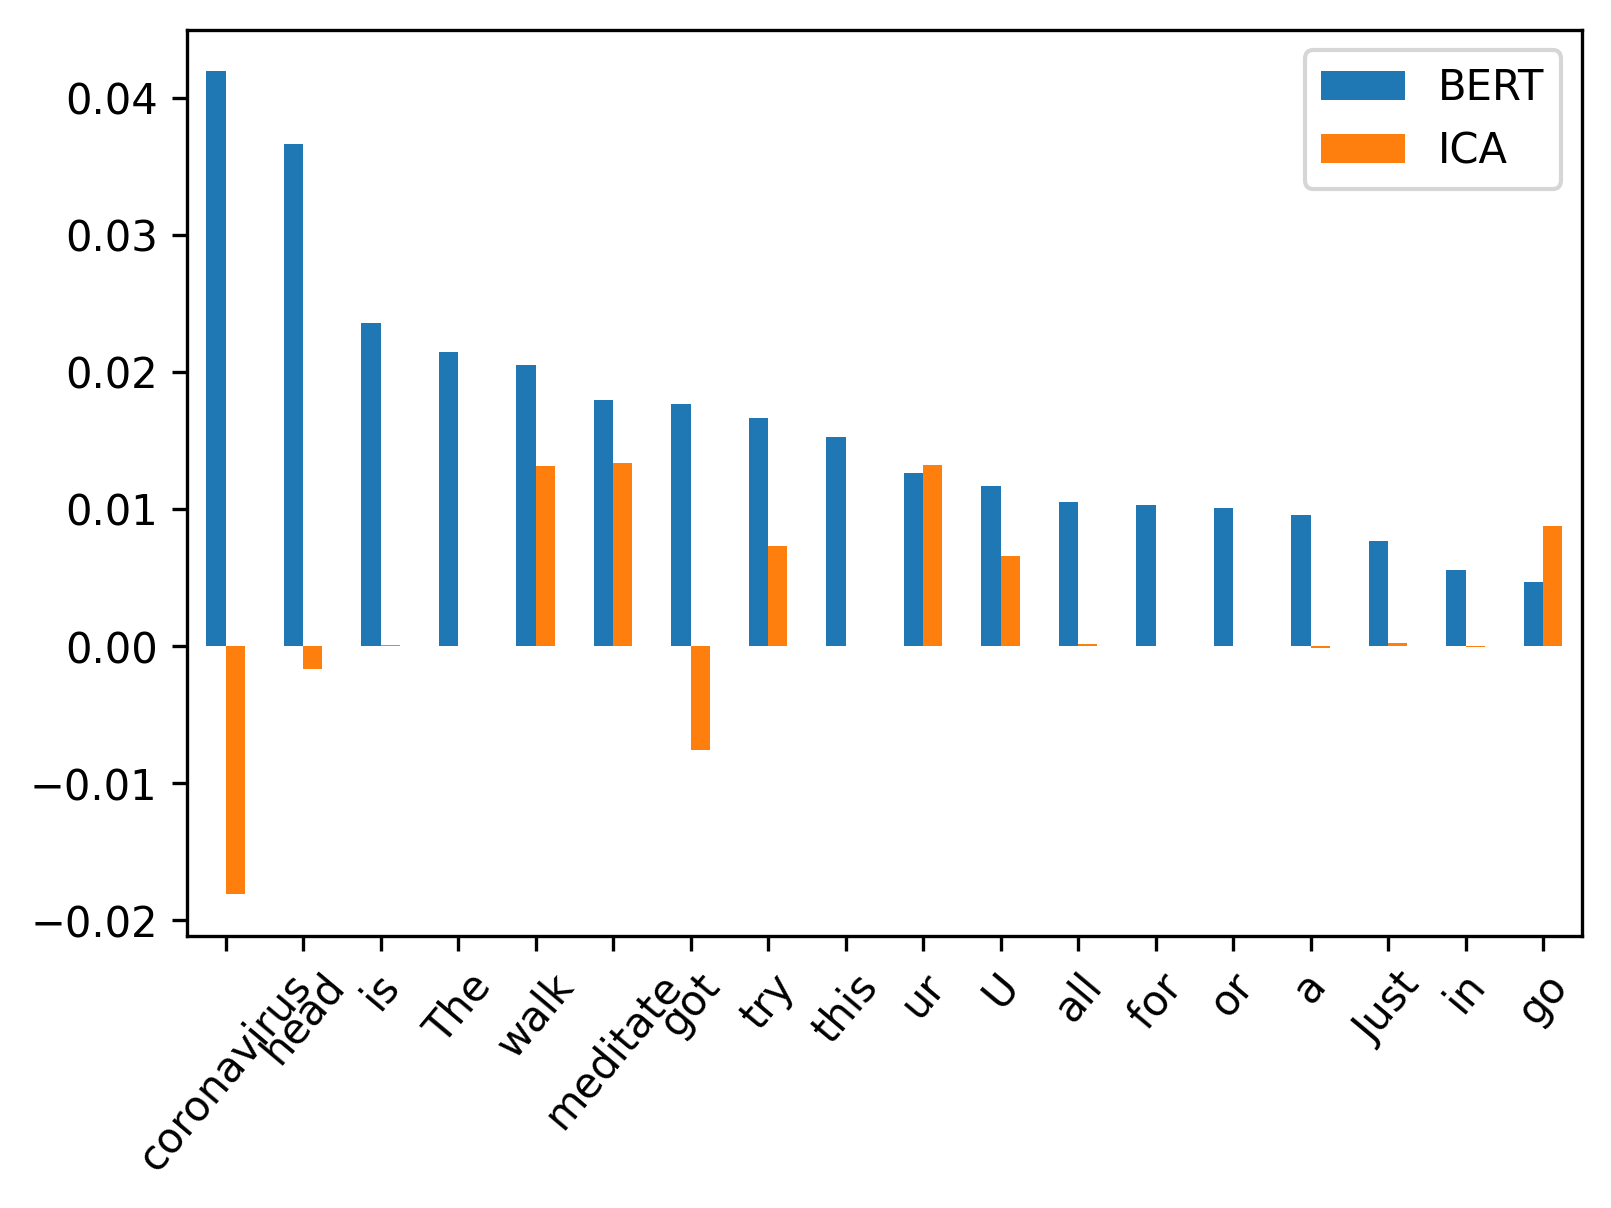 BERT
ICA
0.04
0.03
0.02
0.01
0.00
−0.01
−0.02
coronavirus
head
is
The
walk
meditate
got
try
this
ur
U
all
for
or
a
Just
in
go